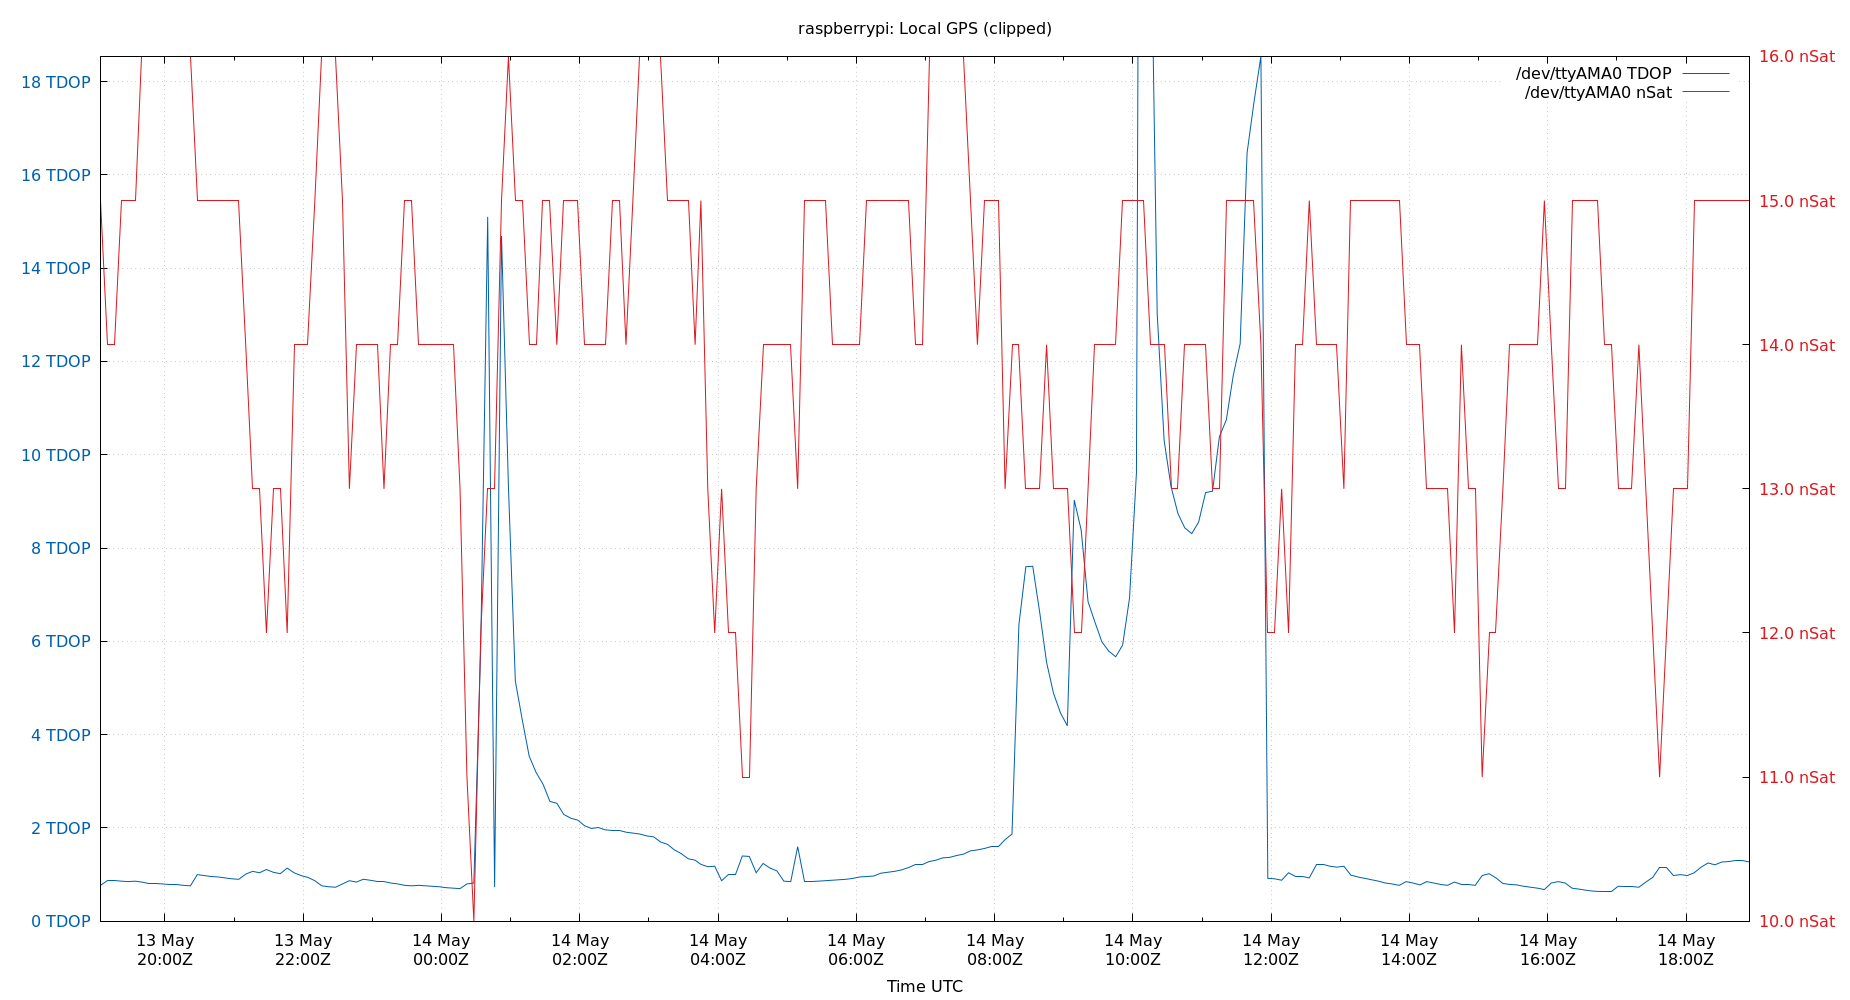 raspberrypi: Local GPS (clipped)
/dev/ttyAMA0 TDOP
/dev/ttyAMA0 nSat
18 TDOP
16 TDOP
14 TDOP
12 TDOP
10 TDOP
8 TDOP
6 TDOP
4 TDOP
2 TDOP
0 TDOP
16.0 nSat
15.0 nSat
14.0 nSat
13.0 nSat
12.0 nSat
11.0 nSat
10.0 nSat
13 May
20:00Z
13 May
22:00Z
14 May
00:00Z
14 May
02:00Z
14 May
04:00Z
14 May
06:00Z
14 May
08:00Z
14 May
10:00Z
14 May
12:00Z
14 May
14:00Z
14 May
16:00Z
14 May
18:00Z
Time UTC